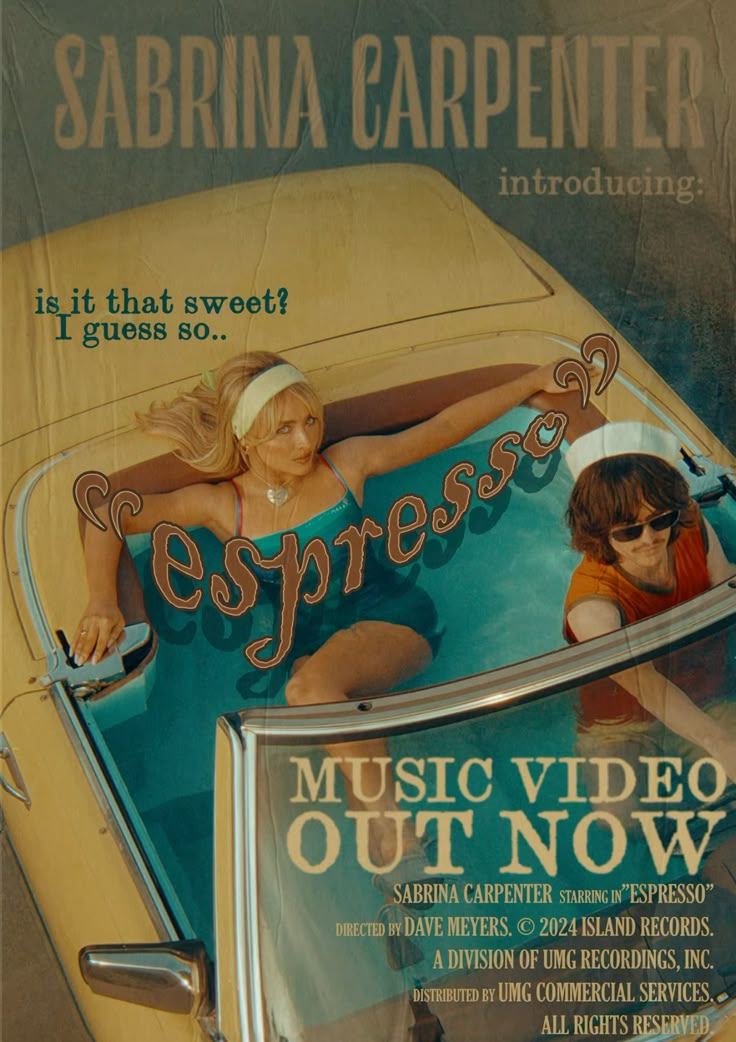 SABRINA CARPENTER
introducing:
is it that sweet?
I guess so..
“espresso”
MUSIC VIDEO
OUT NOW
SABRINA CARPENTER STARRING IN”ESPRESSO”
DIRECTED BY DAVE MEYERS. © 2024 ISLAND RECORDS.
A DIVISION OF UMG RECORDINGS, INC.
DISTRIBUTED BY UMG COMMERCIAL SERVICES.
ALL RIGHTS RESERVED.